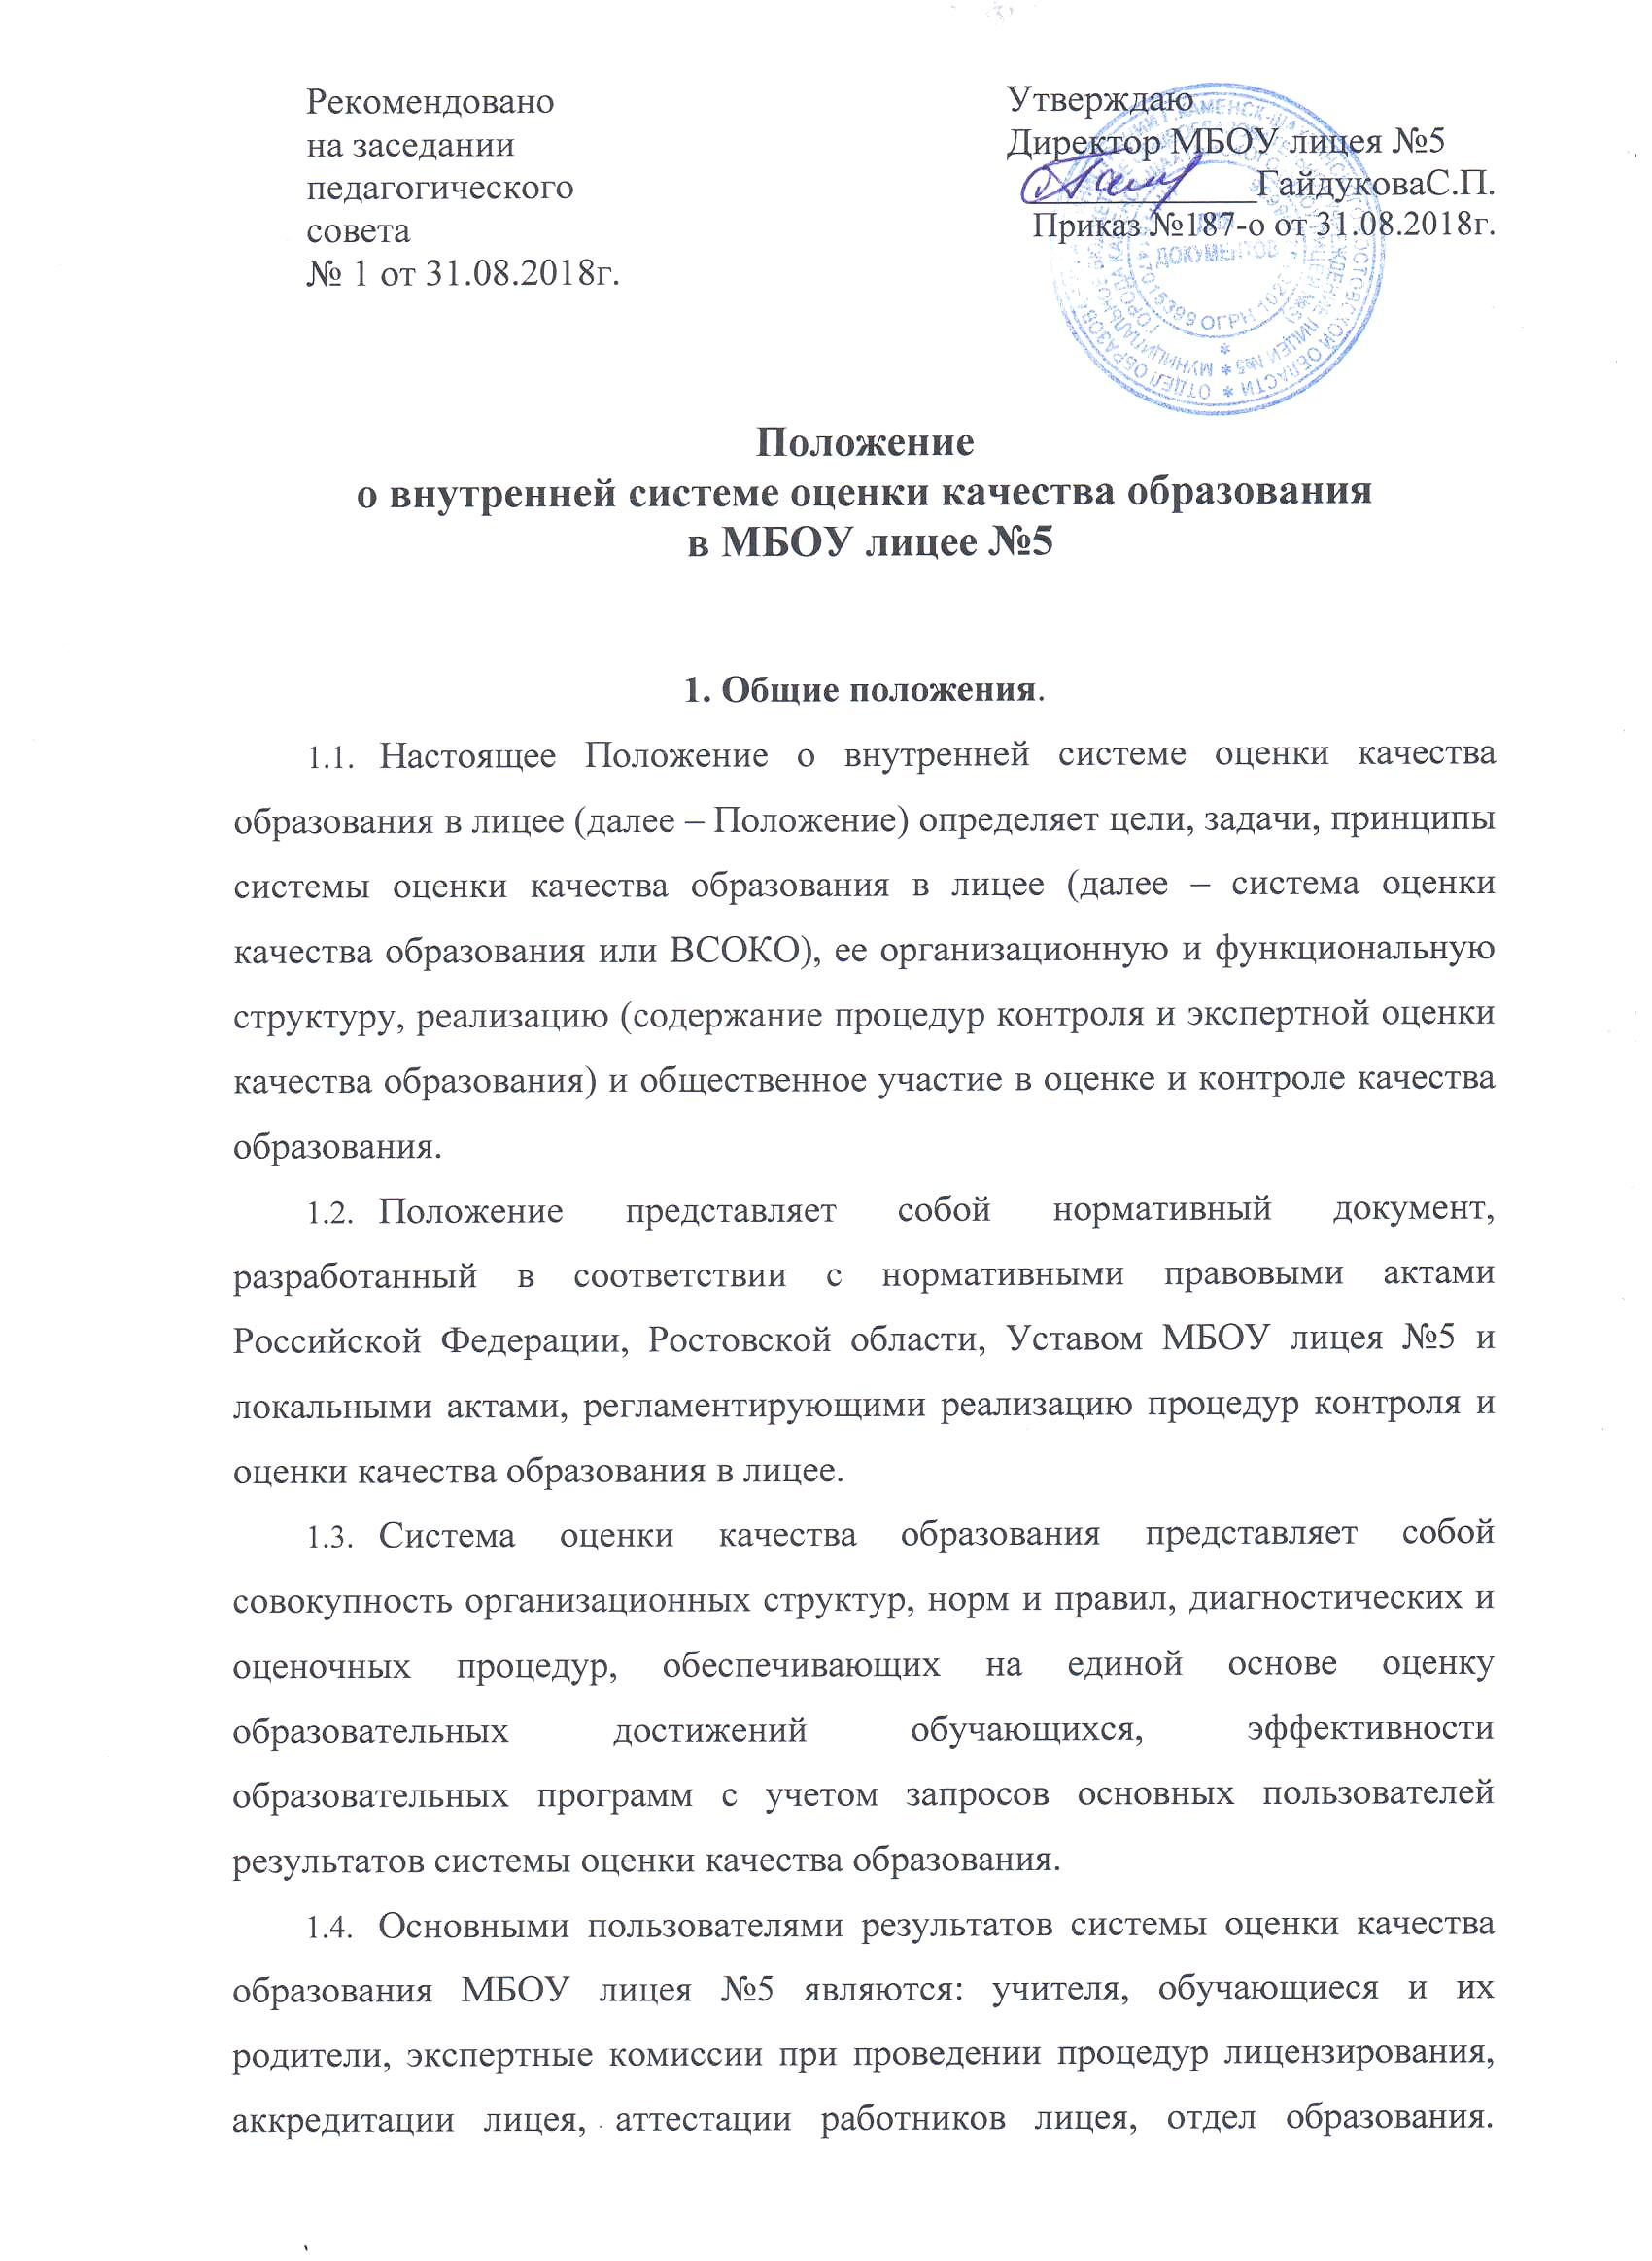 Рекомендовано
на заседании
педагогического
совета
№ 1 от 31.08.2018г.
Утверждаю
Директор МБОУ лицея №5
ГайдуковаС.П.
Приказ №187-о от 31.08.2018г.
ДЛЯ
ДОКУМЕНТОВ
Положение
о внутренней системе оценки качества образования
в МБОУ лицее №5
1. Общие положения.
1.1. Настоящее Положение о внутренней системе оценки качества
образования в лицее (далее – Положение) определяет цели, задачи, принципы
системы оценки качества образования в лицее (далее – система оценки
качества образования или ВСОКО), ее организационную и функциональную
структуру, реализацию (содержание процедур контроля и экспертной оценки
качества образования) и общественное участие в оценке и контроле качества
образования.
1.2. Положение представляет собой нормативный документ,
разработанный в соответствии с нормативными правовыми актами
Российской Федерации, Ростовской области, Уставом МБОУ лицея №5 и
локальными актами, регламентирующими реализацию процедур контроля и
оценки качества образования в лицее.
1.3. Система оценки качества образования представляет собой
совокупность организационных структур, норм и правил, диагностических и
оценочных процедур, обеспечивающих на единой основе оценку
образовательных достижений обучающихся, эффективности
образовательных программ с учетом запросов основных пользователей
результатов системы оценки качества образования.
1.4. Основными пользователями результатов системы оценки качества
образования МБОУ лицея №5 являются: учителя, обучающиеся и их
родители, экспертные комиссии при проведении процедур лицензирования,
аккредитации лицея, аттестации работников лицея, отдел образования.